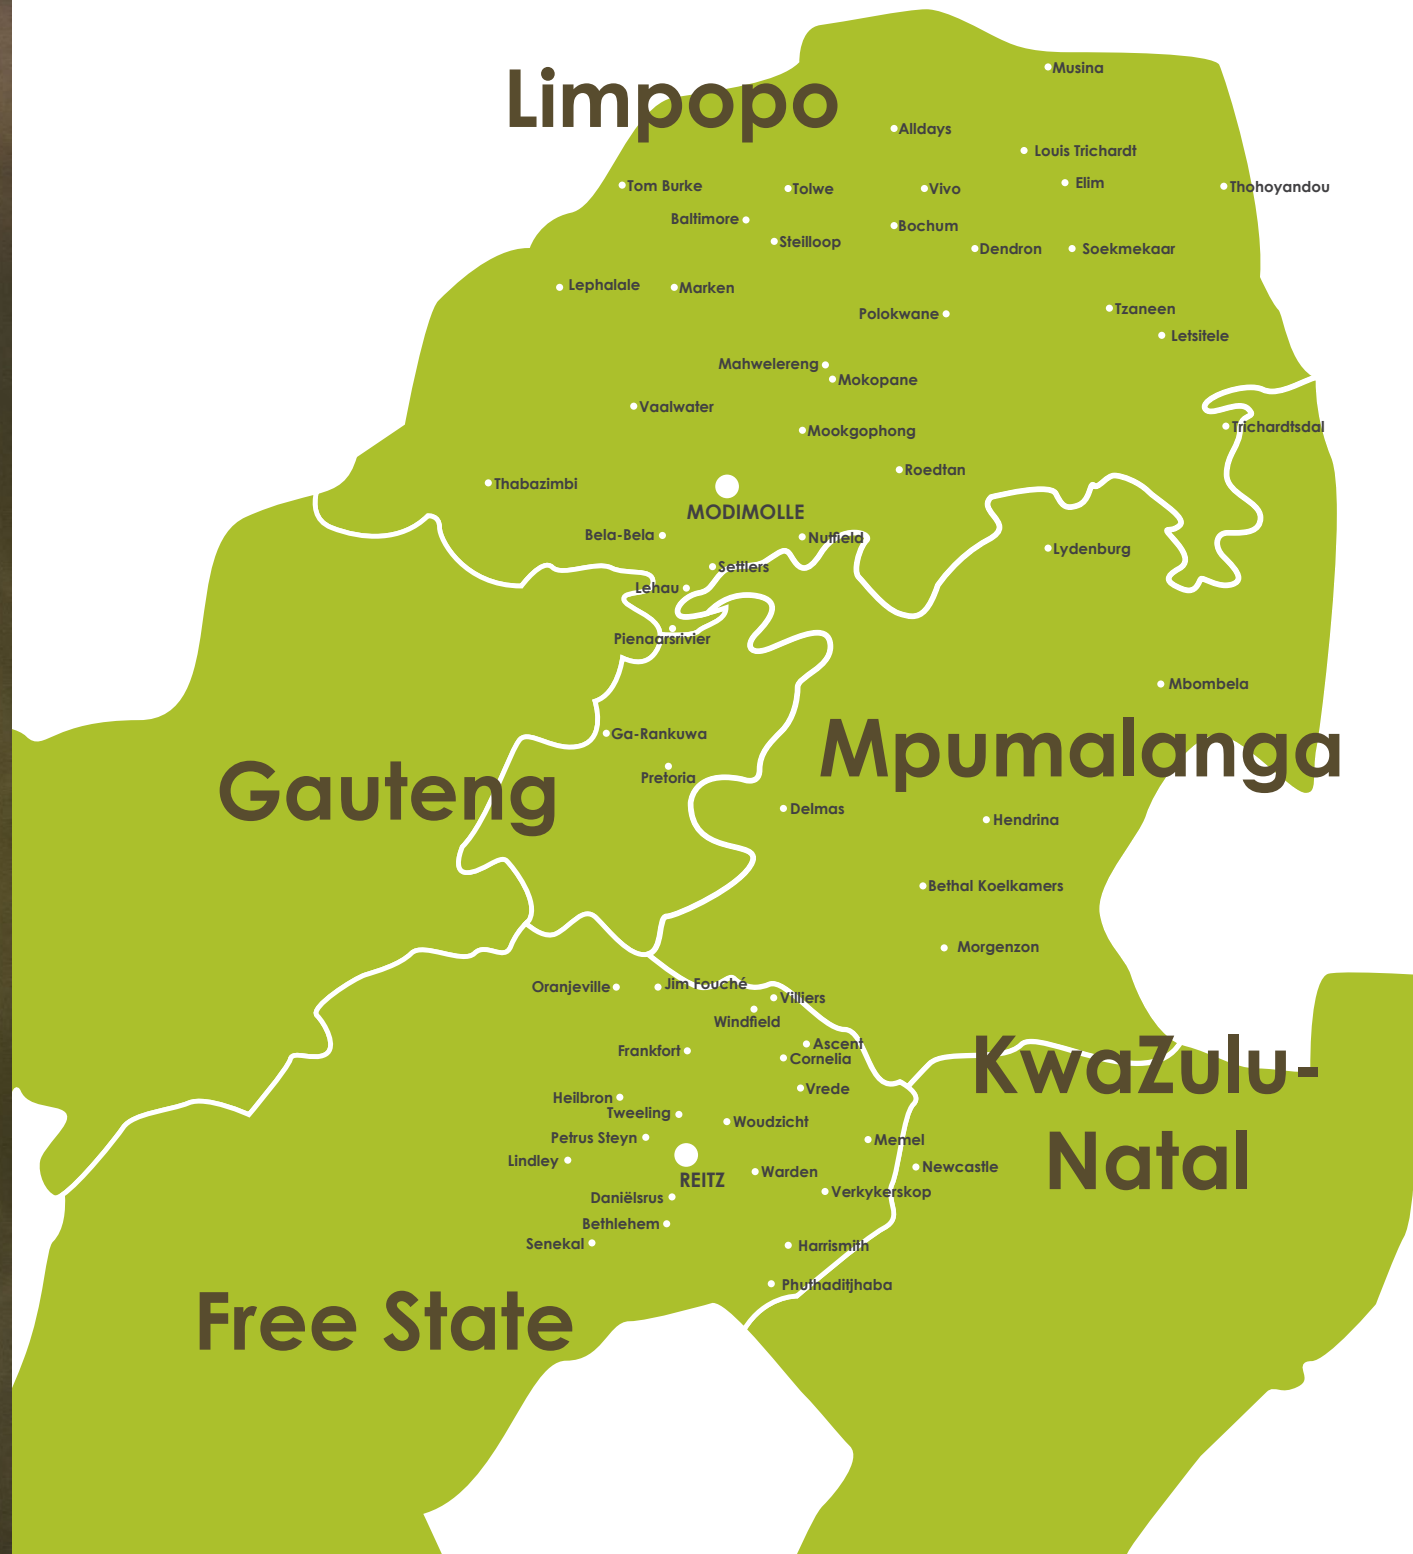 Limpopo
Musina
Alldays
Louis Trichardt
Elim
Thohoyandou
Tom Burke
Tolwe
Vivo
Baltimore
Bochum
Steilloop
Dendron
Soekmekaar
Lephalale
Marken
Polokwane
Tzaneen
Letsitele
Mahwelereng
Mokopane
Vaalwater
Mookgophong
Trichardtsdal
Roedtan
Thabazimbi
MODIMOLLE
Bela-Bela
Nutfield
Lydenburg
Settlers
Lehau
Pienaarsrivier
Mbombela
Mpumalanga
Ga-Rankuwa
Pretoria
Gauteng
Delmas
Hendrina
Bethal Koelkamers
Morgenzon
Oranjeville
Jim Fouché
Villiers
Windfield
Ascent
Frankfort
Cornelia
KwaZulu-
Natal
Vrede
Heilbron
Tweeling
Woudzicht
Petrus Steyn
Memel
Lindley
Newcastle
Warden
REITZ
Verkykerskop
Daniëlsrus
Bethlehem
Senekal
Harrismith
Phuthaditjhaba
Free State